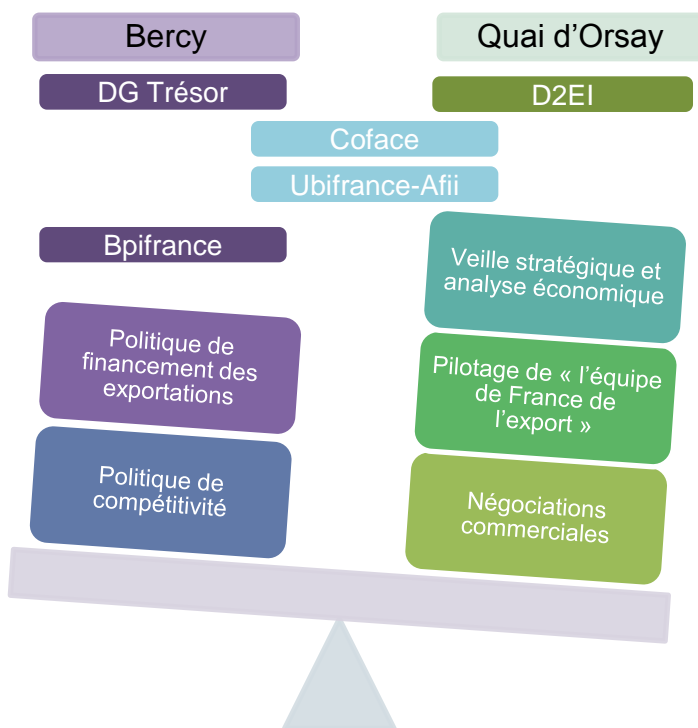 Bercy
Quai d’Orsay
DG Trésor
D2EI
Coface
Ubifrance-Afii
Bpifrance
Veille stratégique et
analyse économique
Politique de
financement des
exportations
Pilotage de « l’équipe
de France de
l’export »
Politique de
compétitivité
Négociations
commerciales